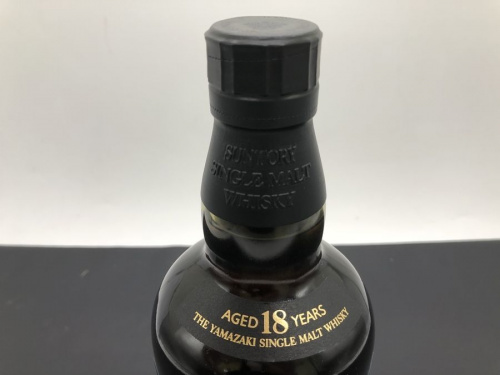 SUNTORY
SINGLE MALT
WHISKY
AGED 18 YEARS
THE YAMAZAKI SINGLE MALT WHISKY